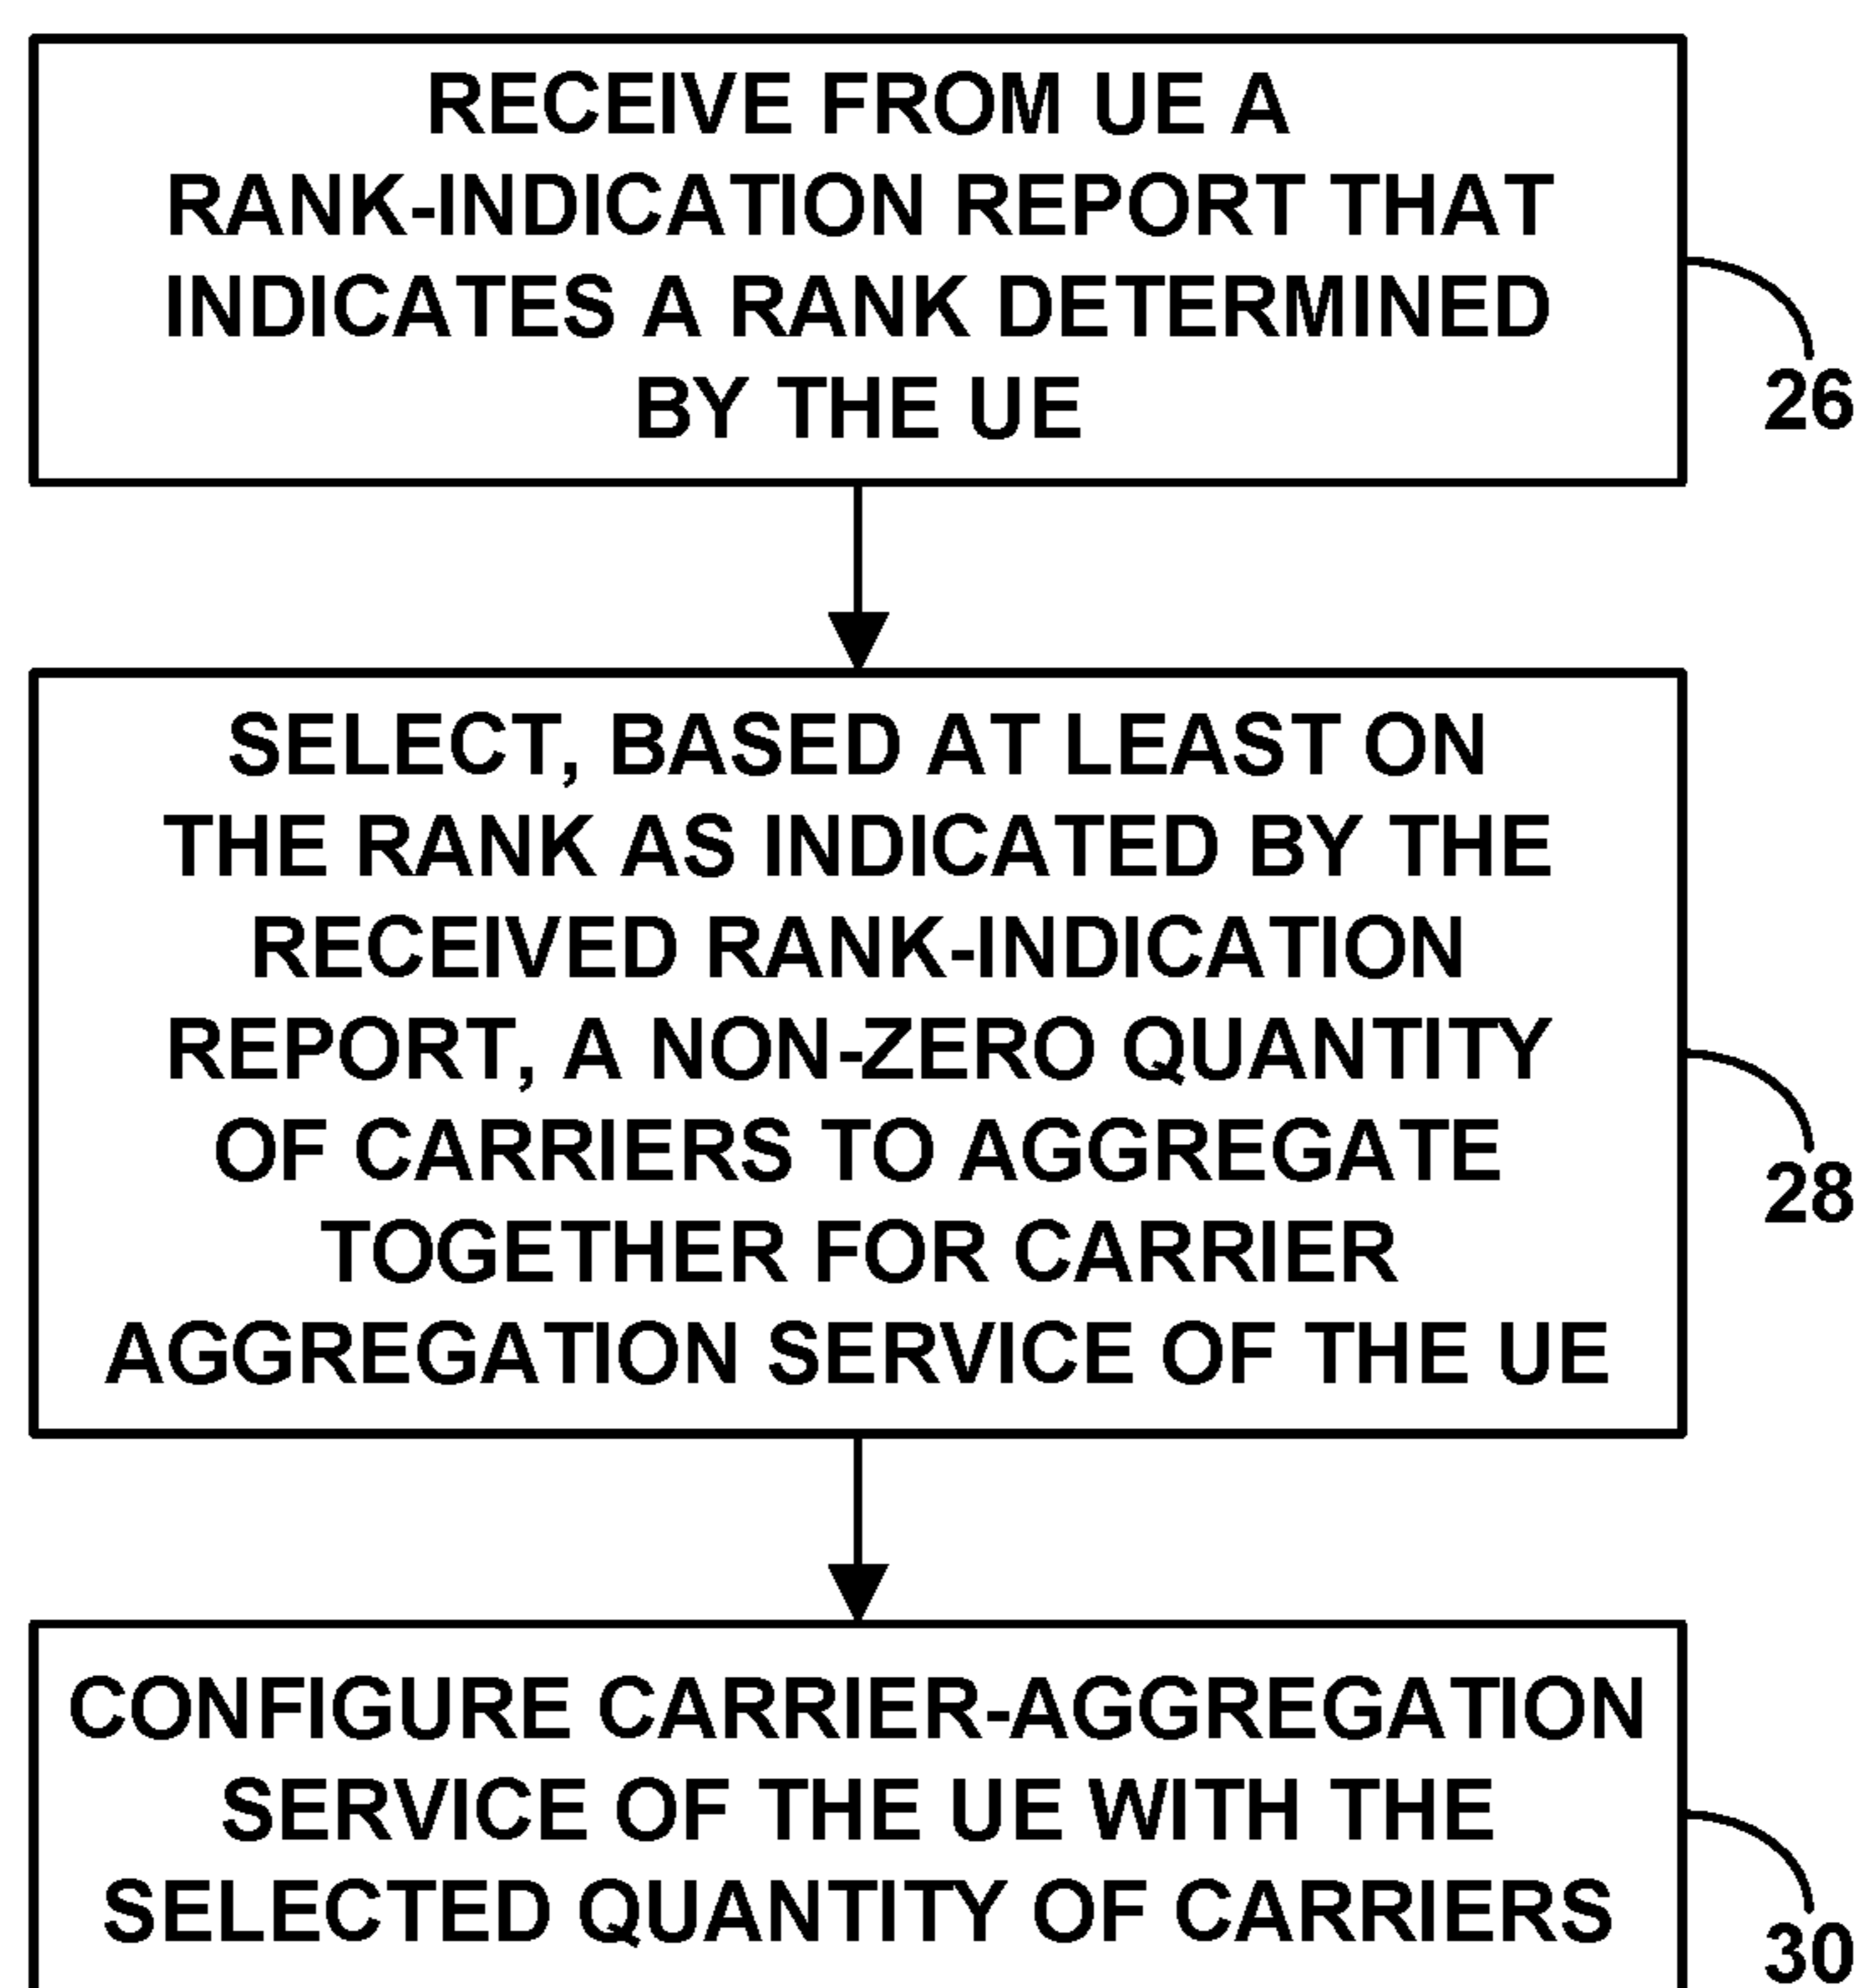 RECEIVE FROM UE A
RANK-INDICATION REPORT THAT
INDICATES A RANK DETERMINED
BY THE UE
26
SELECT, BASED AT LEAST ON
THE RANK AS INDICATED BY THE
RECEIVED RANK-INDICATION
REPORT, A NON-ZERO QUANTITY
OF CARRIERS TO AGGREGATE
TOGETHER FOR CARRIER
AGGREGATION SERVICE OF THE UE
28
CONFIGURE CARRIER-AGGREGATION
SERVICE OF THE UE WITH THE
SELECTED QUANTITY OF CARRIERS
30